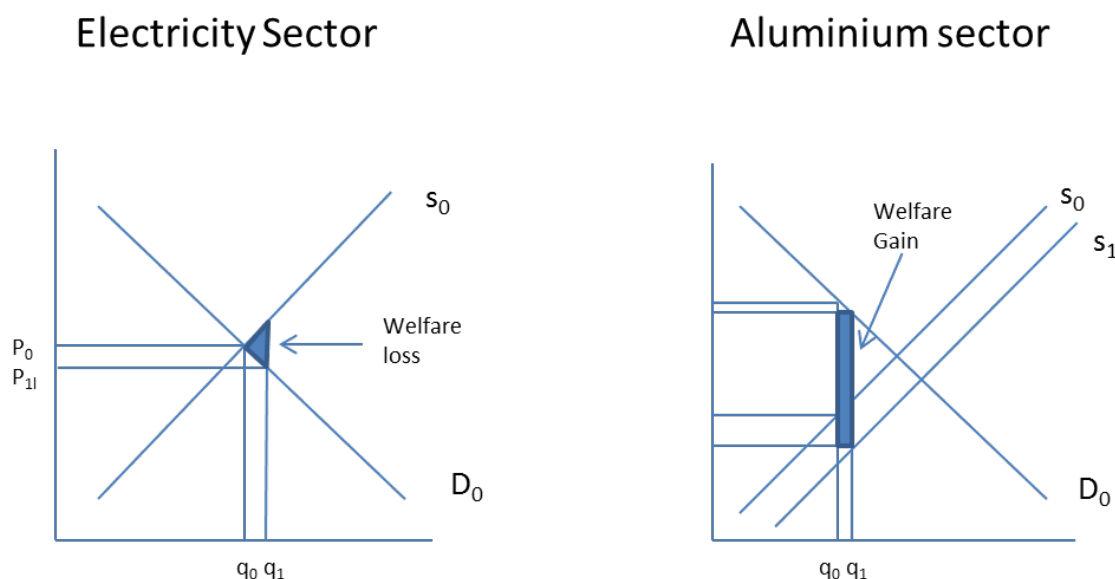 Electricity Sector
Aluminium sector
s₀
Welfare
loss
P₀
P₁ₗ
D₀
q₀ q₁
Welfare
Gain
s₀
s₁
D₀
q₀ q₁